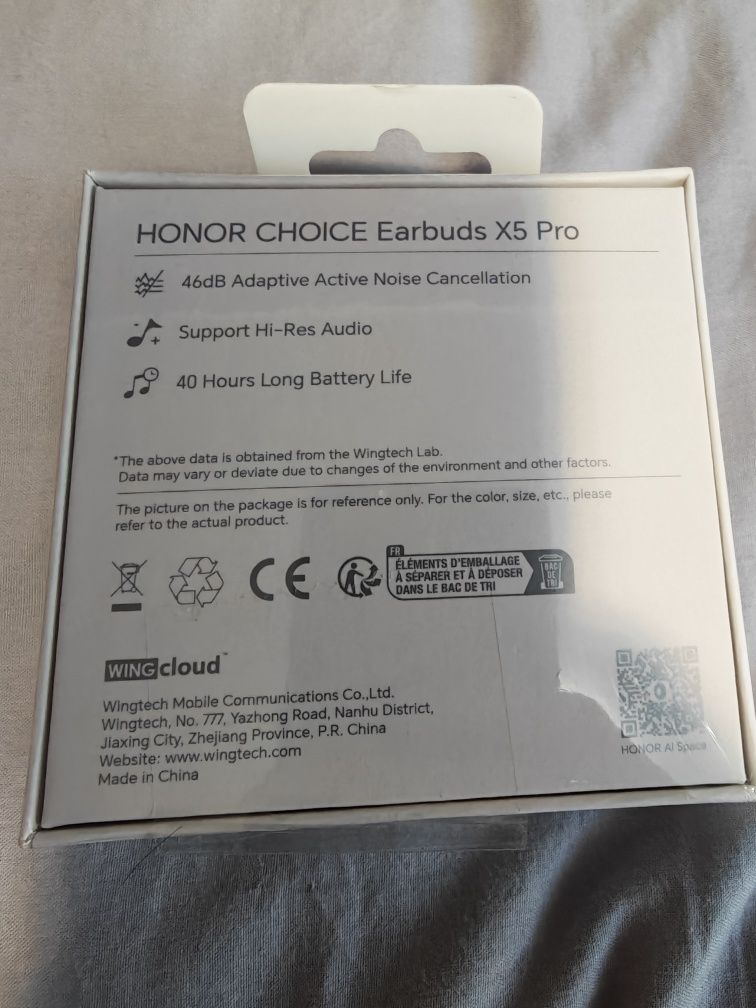 HONOR CHOICE Earbuds X5 Pro
46dB Adaptive Active Noise Cancellation
Support Hi-Res Audio
40 Hours Long Battery Life
*The above data is obtained from the Wingtech Lab.
Data may vary or deviate due to changes of the environment and other factors.
The picture on the package is for reference only. For the color, size, etc., please
refer to the actual product.
CE
FR
ÉLÉMENTS D'EMBALLAGE
À SÉPARER ET À DÉPOSER
DANS LE BAC DE TRI
BAC
DE
TRI
WINGcloud™
Wingtech Mobile Communications Co.,Ltd.
Wingtech, No. 777, Yazhong Road, Nanhu District,
Jiaxing City, Zhejiang Province, P.R. China
Website: www.wingtech.com
Made in China
HONOR AI Space